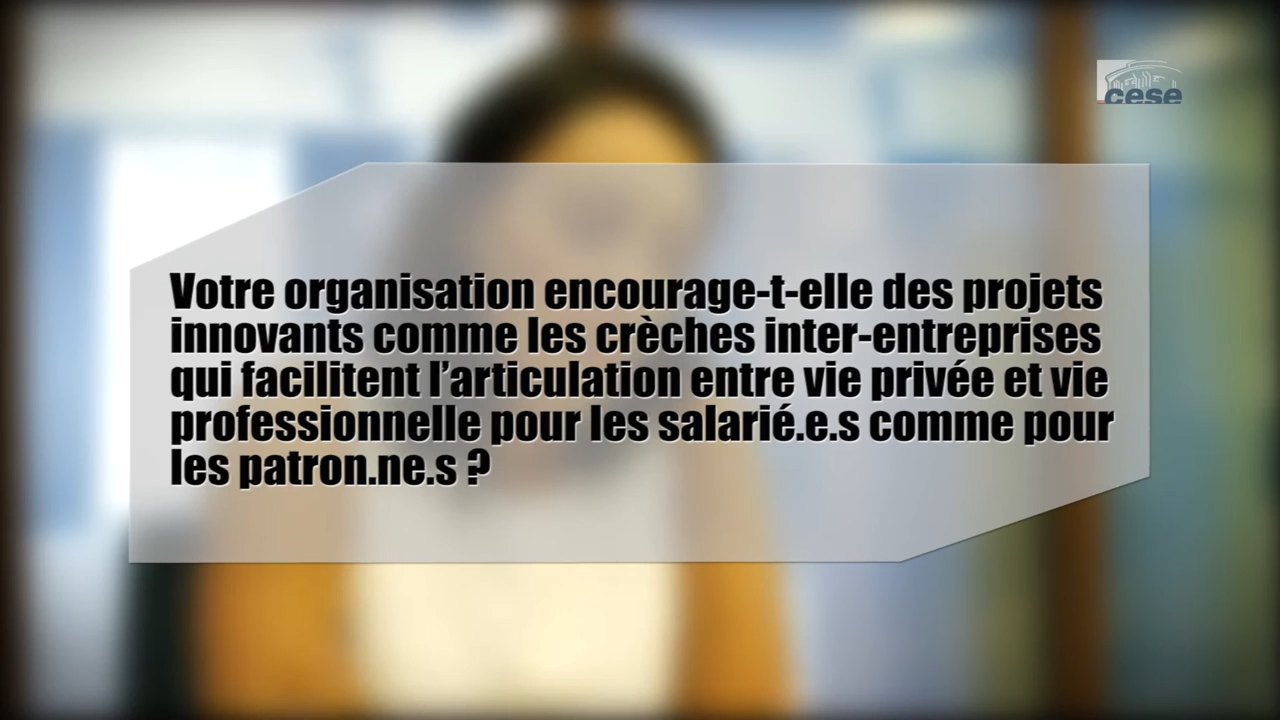 cese
Votre organisation encourage-t-elle des projets
innovants comme les crèches inter-entreprises
qui facilitent l’articulation entre vie privée et vie
professionnelle pour les salarié.e.s comme pour
les patron.ne.s ?